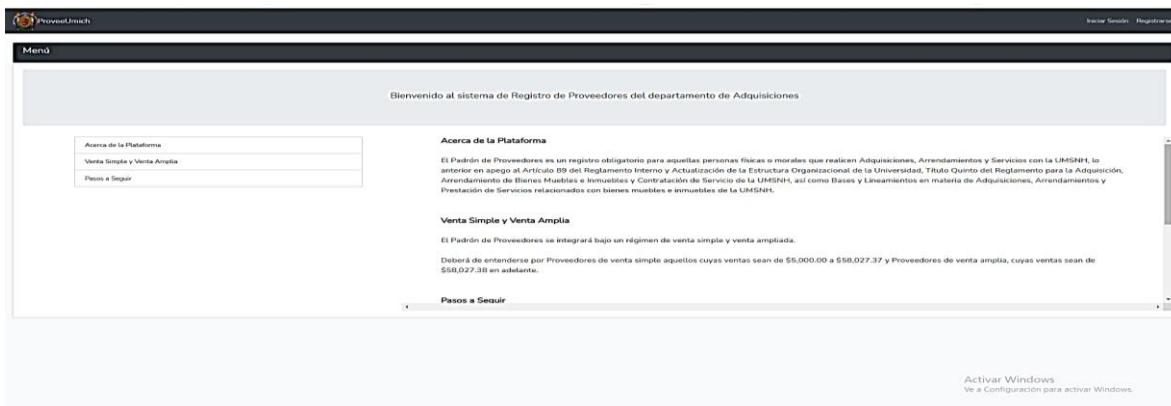 ProveeUmich
Iniciar Sesión Registrarse
Menú
Bienvenido al sistema de Registro de Proveedores del departamento de Adquisiciones
Acerca de la Plataforma
Venta Simple y Venta Amplia
Pasos a Seguir
Acerca de la Plataforma
El Padrón de Proveedores es un registro obligatorio para aquellas personas físicas o morales que realicen Adquisiciones, Arrendamientos y Servicios con la UMSNH, lo
anterior en apego al Artículo 89 del Reglamento Interno y Actualización de la Estructura Organizacional de la Universidad, Título Quinto del Reglamento para la Adquisición,
Arrendamiento de Bienes Muebles e Inmuebles y Contratación de Servicio de la UMSNH, así como Bases y Lineamientos en materia de Adquisiciones, Arrendamientos y
Prestación de Servicios relacionados con bienes muebles e inmuebles de la UMSNH.
Venta Simple y Venta Amplia
El Padrón de Proveedores se integrará bajo un régimen de venta simple y venta ampliada.
Deberá de entenderse por Proveedores de venta simple aquellos cuyas ventas sean de $5,000.00 a $58,027.37 y Proveedores de venta amplia, cuyas ventas sean de
$58,027.38 en adelante.
Pasos a Seguir
Activar Windows
Ve a Configuración para activar Windows.